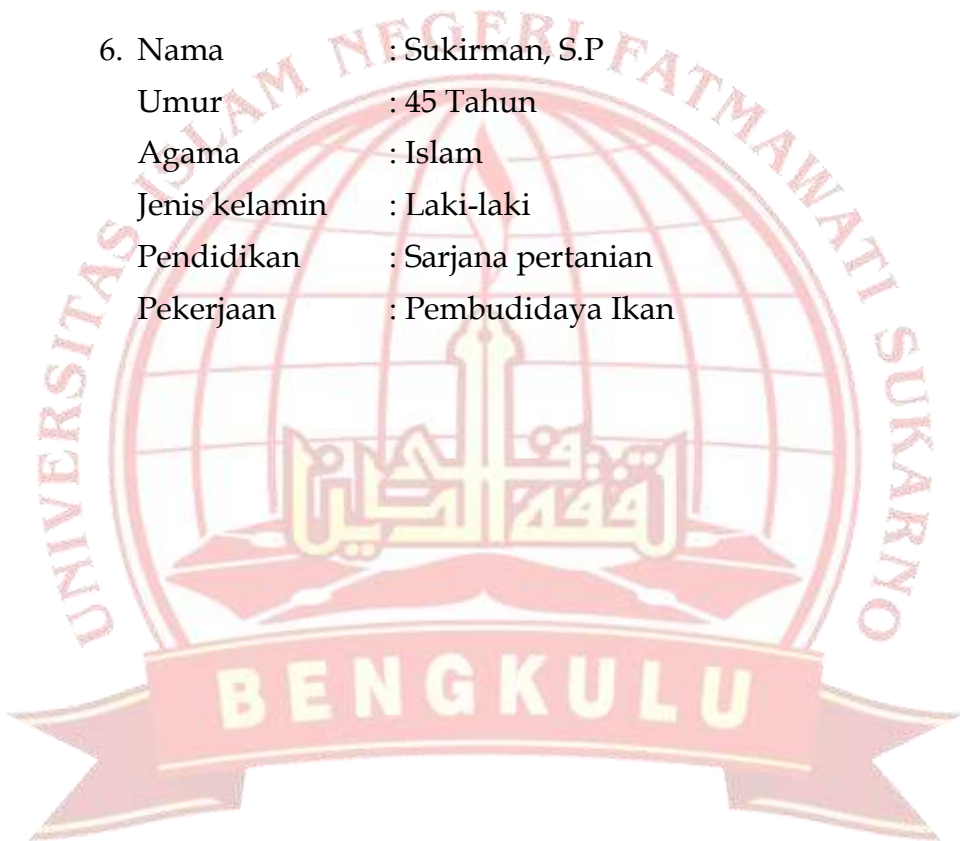 6. Nama : Sukirman, S.P
Umur : 45 Tahun
Agama : Islam
Jenis kelamin : Laki-laki
Pendidikan : Sarjana pertanian
Pekerjaan : Pembudidaya Ikan
UNIVERSITAS ISLAM NEGERI FATMAWATI SUKARNO
BENGKULU